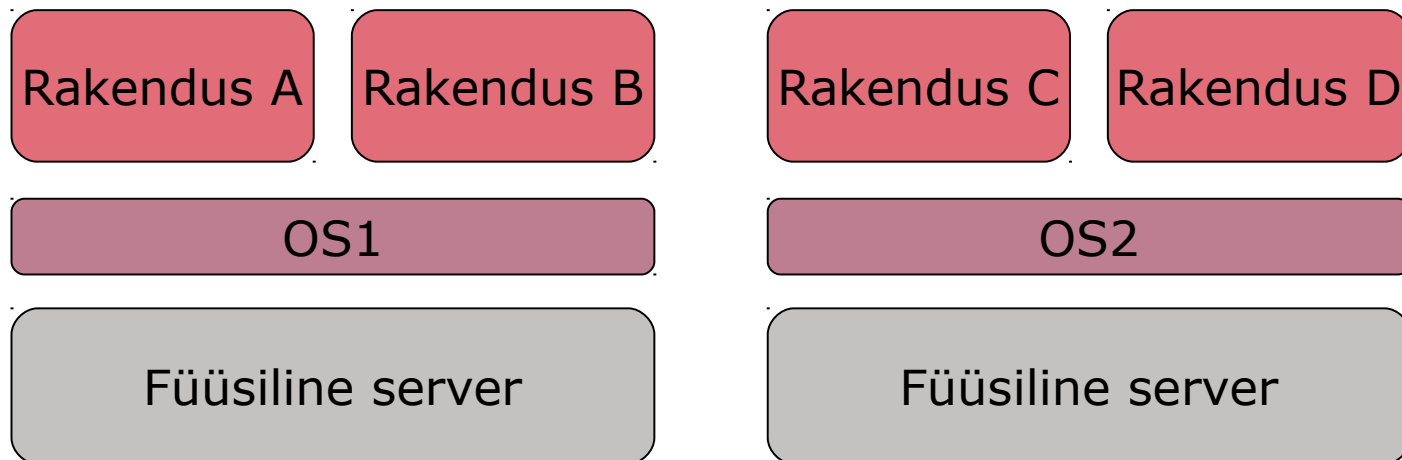 Rakendus A
Rakendus B
Rakendus C
Rakendus D
OS1
OS2
Füüsiline server
Füüsiline server